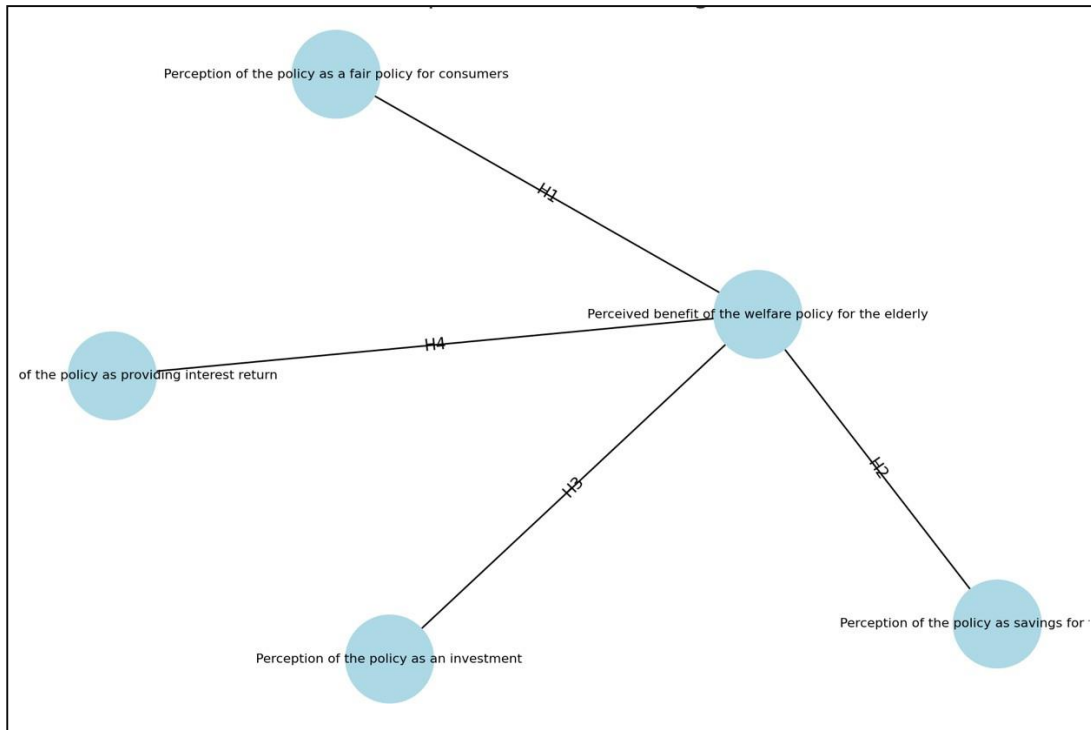 Perception of the policy as a fair policy for consumers
H1
Perceived benefit of the welfare policy for the elderly
H4
of the policy as providing interest return
H2
H3
Perception of the policy as savings for
Perception of the policy as an investment